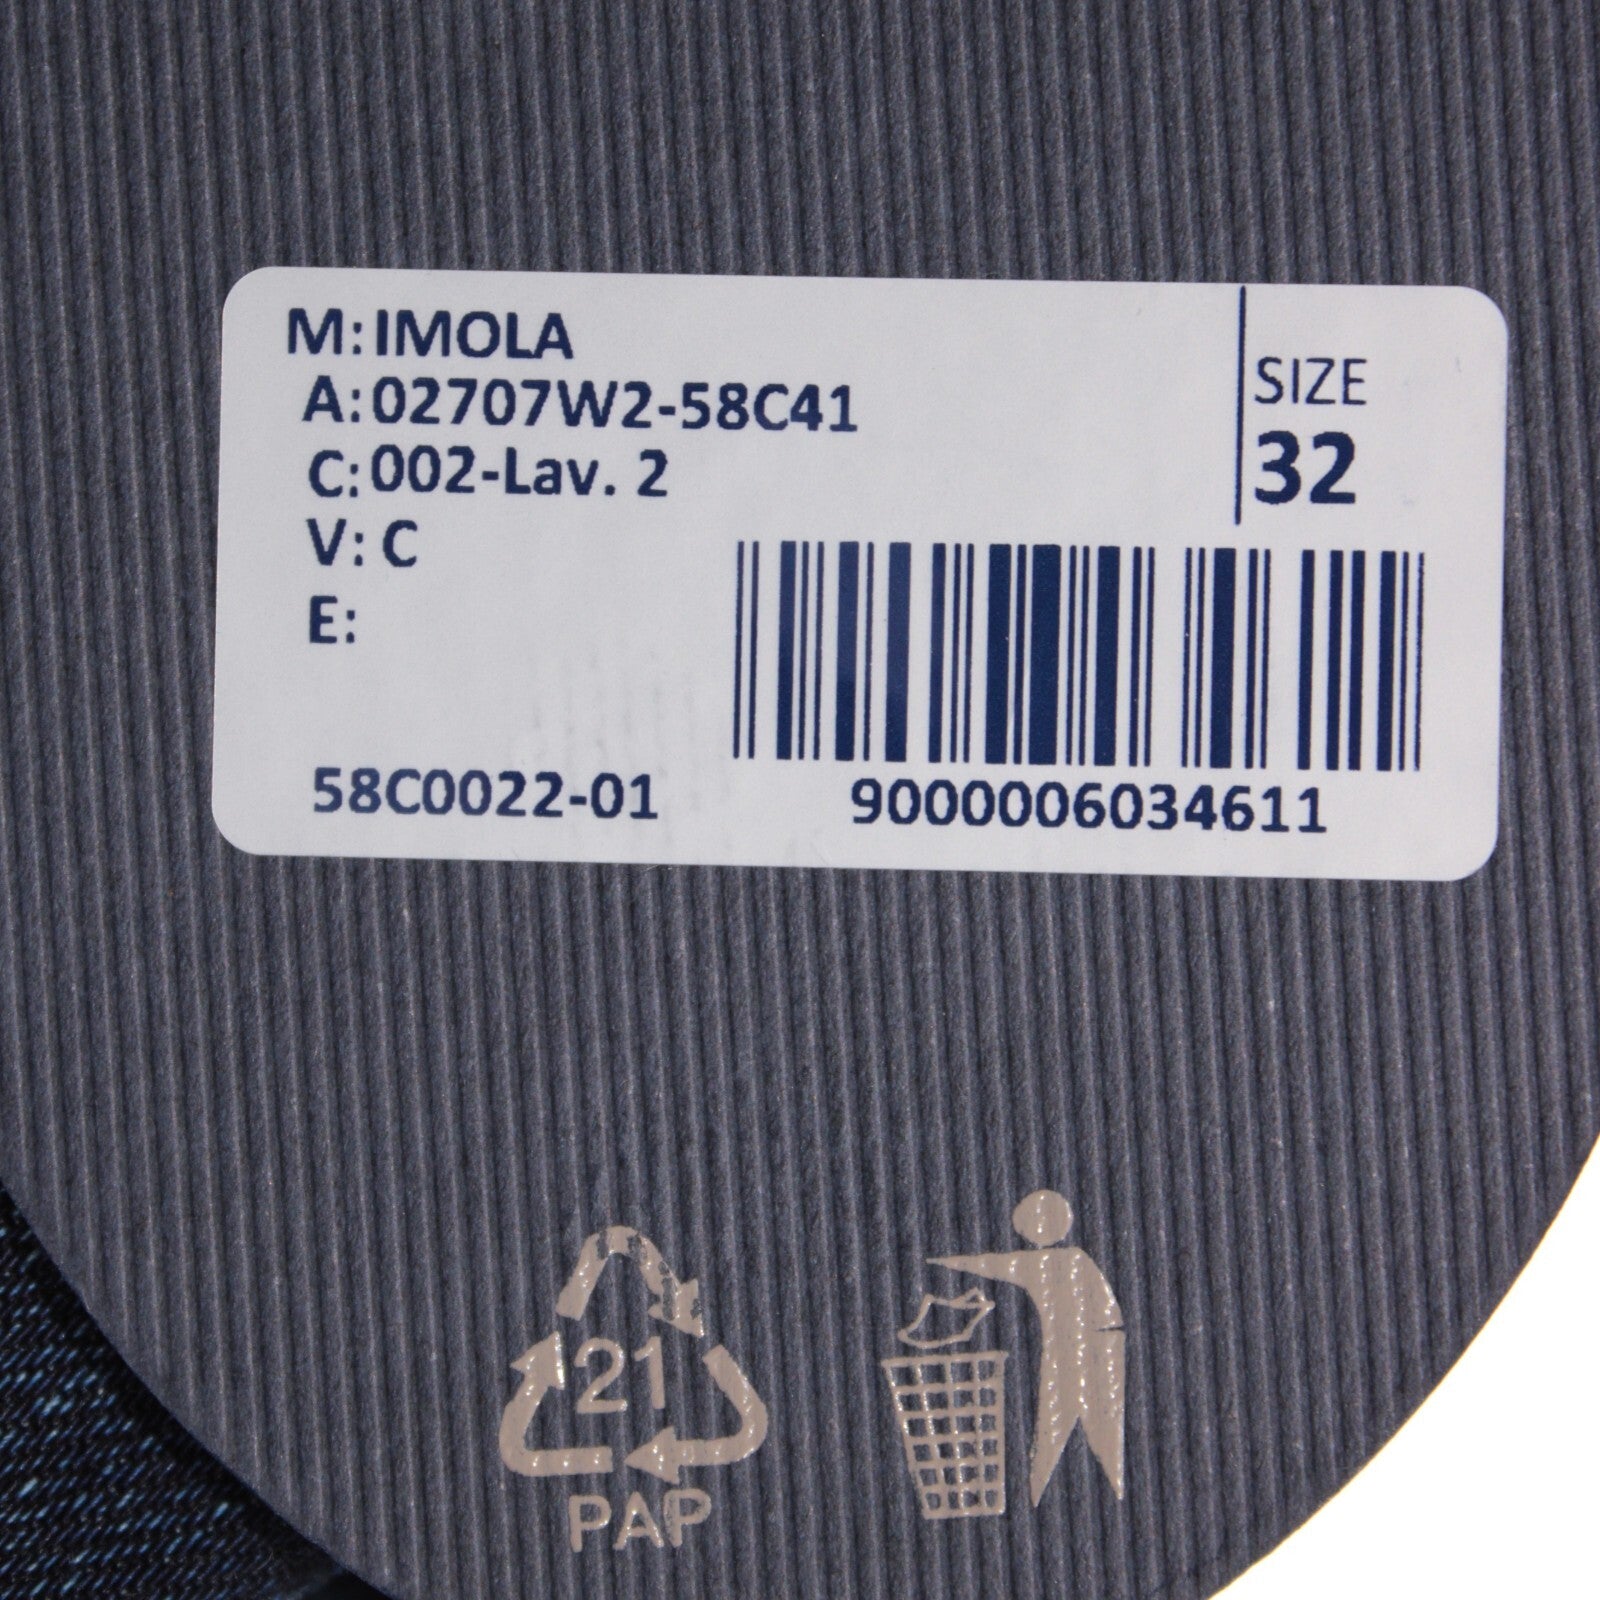 M: IMOLA
A: 02707W2-58C41
C: 002-Lav. 2
V: C
E:
SIZE
32
58C0022-01
9000006034611
21
PAP